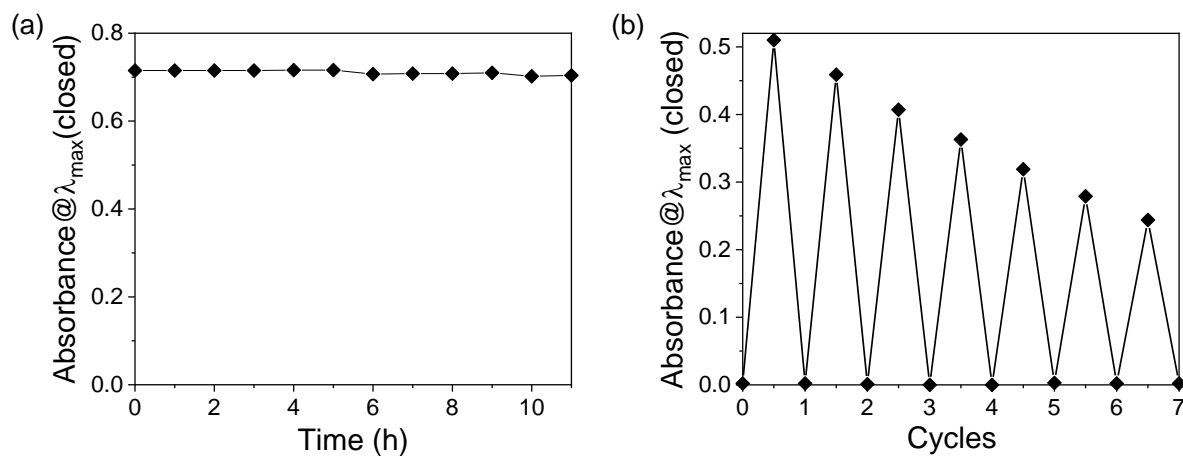 (a)
Absorbance@λmax(closed)
0.8
0.6
0.4
0.2
0.0
0 2 4 6 8 10
Time (h)
(b)
Absorbance@λmax (closed)
0.5
0.4
0.3
0.2
0.1
0.0
0 1 2 3 4 5 6 7
Cycles